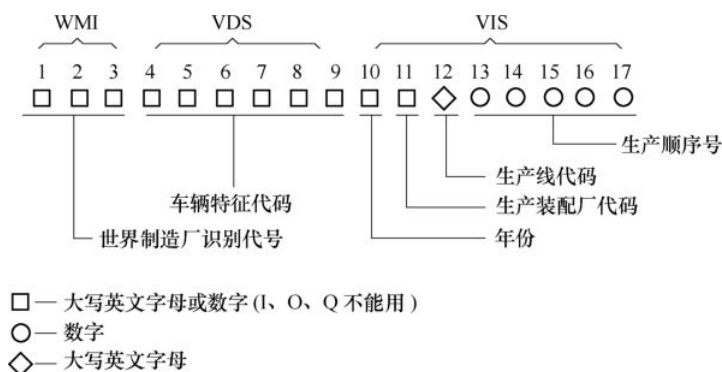 WMI VDS VIS
1 2 3 4 5 6 7 8 9 10 11 12 13 14 15 16 17
生产顺序号
生产线代码
车辆特征代码 生产装配厂代码
世界制造厂识别代号 年份
□— 大写英文字母或数字 (I、O、Q 不能用 )
○— 数字
◇— 大写英文字母